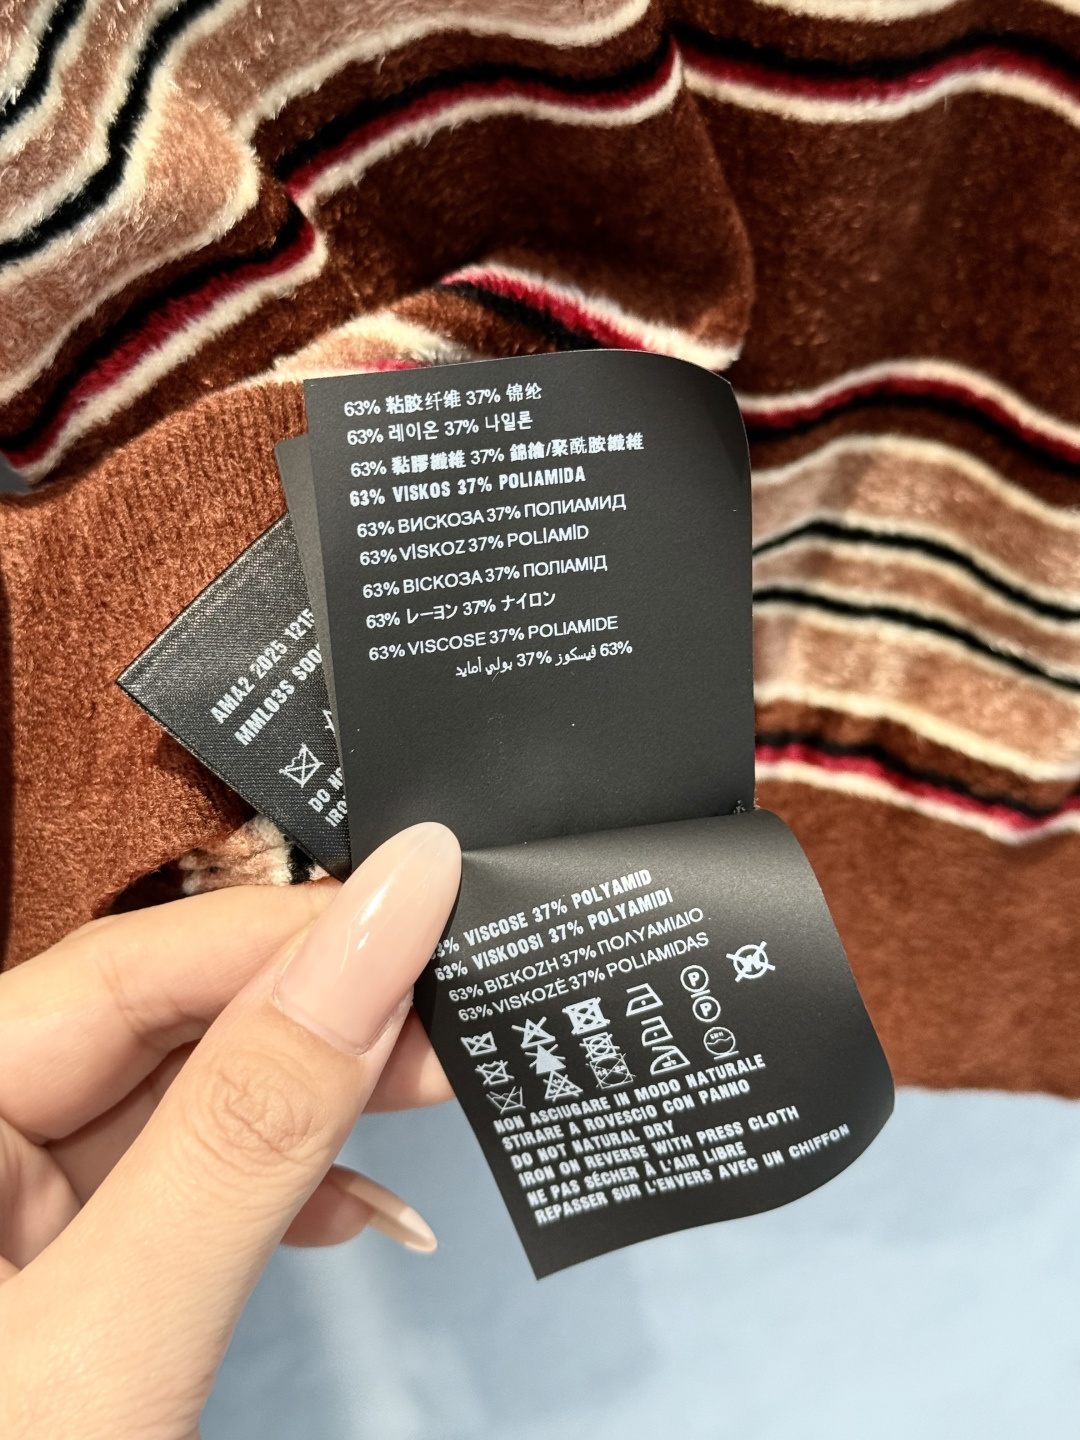 63% 粘胶纤维 37% 锦纶
63% 레이온 37% 나일론
63% 黏膠纖維 37% 錦綸/聚酰胺纖維
63% VISKOS 37% POLIAMIDA
63% ВИСКОЗА 37% ПОЛИАМИД
63% VİSKOZ 37% POLİAMİD
63% ВІСКОЗА 37% ПОЛІАМІД
63% レーヨン 37% ナイロン
63% VISCOSE 37% POLIAMIDE
63% فيسكوز 37% بولي أمايد
AMA2 2025 1215
MML03S S00
DO NO
IRO
3% VISCOSE 37% POLYAMID
63% VISKOOSI 37% POLYAMIDI
63% ΒΙΣΚΟΖΗ 37% ΠΟΛΥΑΜΙΔΙΟ
63% VISKOZĖ 37% POLIAMIDAS
P
P
NON ASCIUGARE IN MODO NATURALE
STIRARE A ROVESCIO CON PANNO
DO NOT NATURAL DRY
IRON ON REVERSE WITH PRESS CLOTH
NE PAS SÉCHER À L'AIR LIBRE
REPASSER SUR L'ENVERS AVEC UN CHIFFON